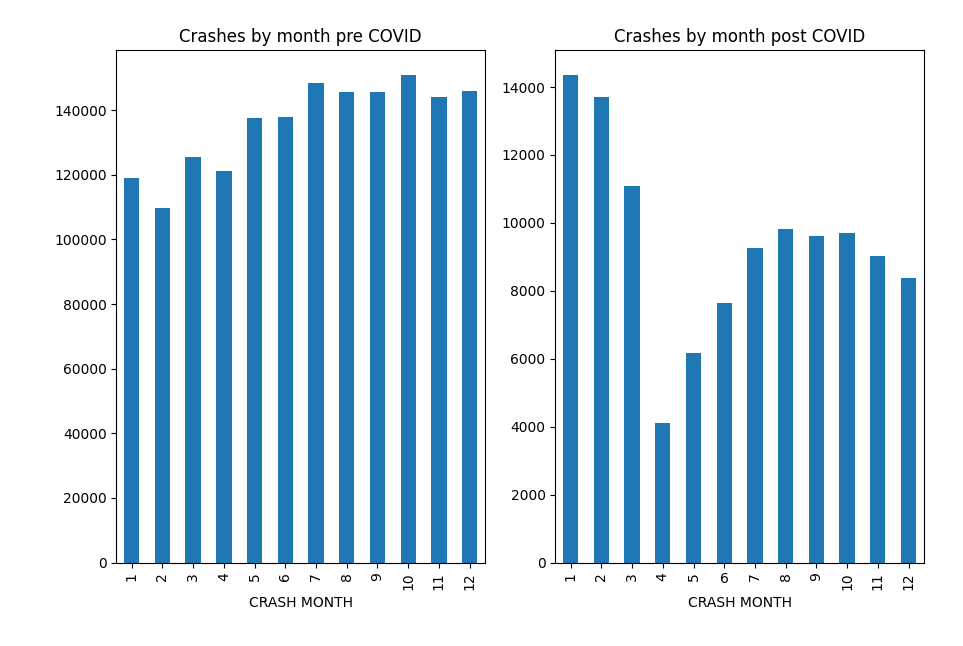 Crashes by month pre COVID
140000
120000
100000
80000
60000
40000
20000
0
1 2 3 4 5 6 7 8 9 10 11 12
CRASH MONTH
Crashes by month post COVID
14000
12000
10000
8000
6000
4000
2000
0
1 2 3 4 5 6 7 8 9 10 11 12
CRASH MONTH